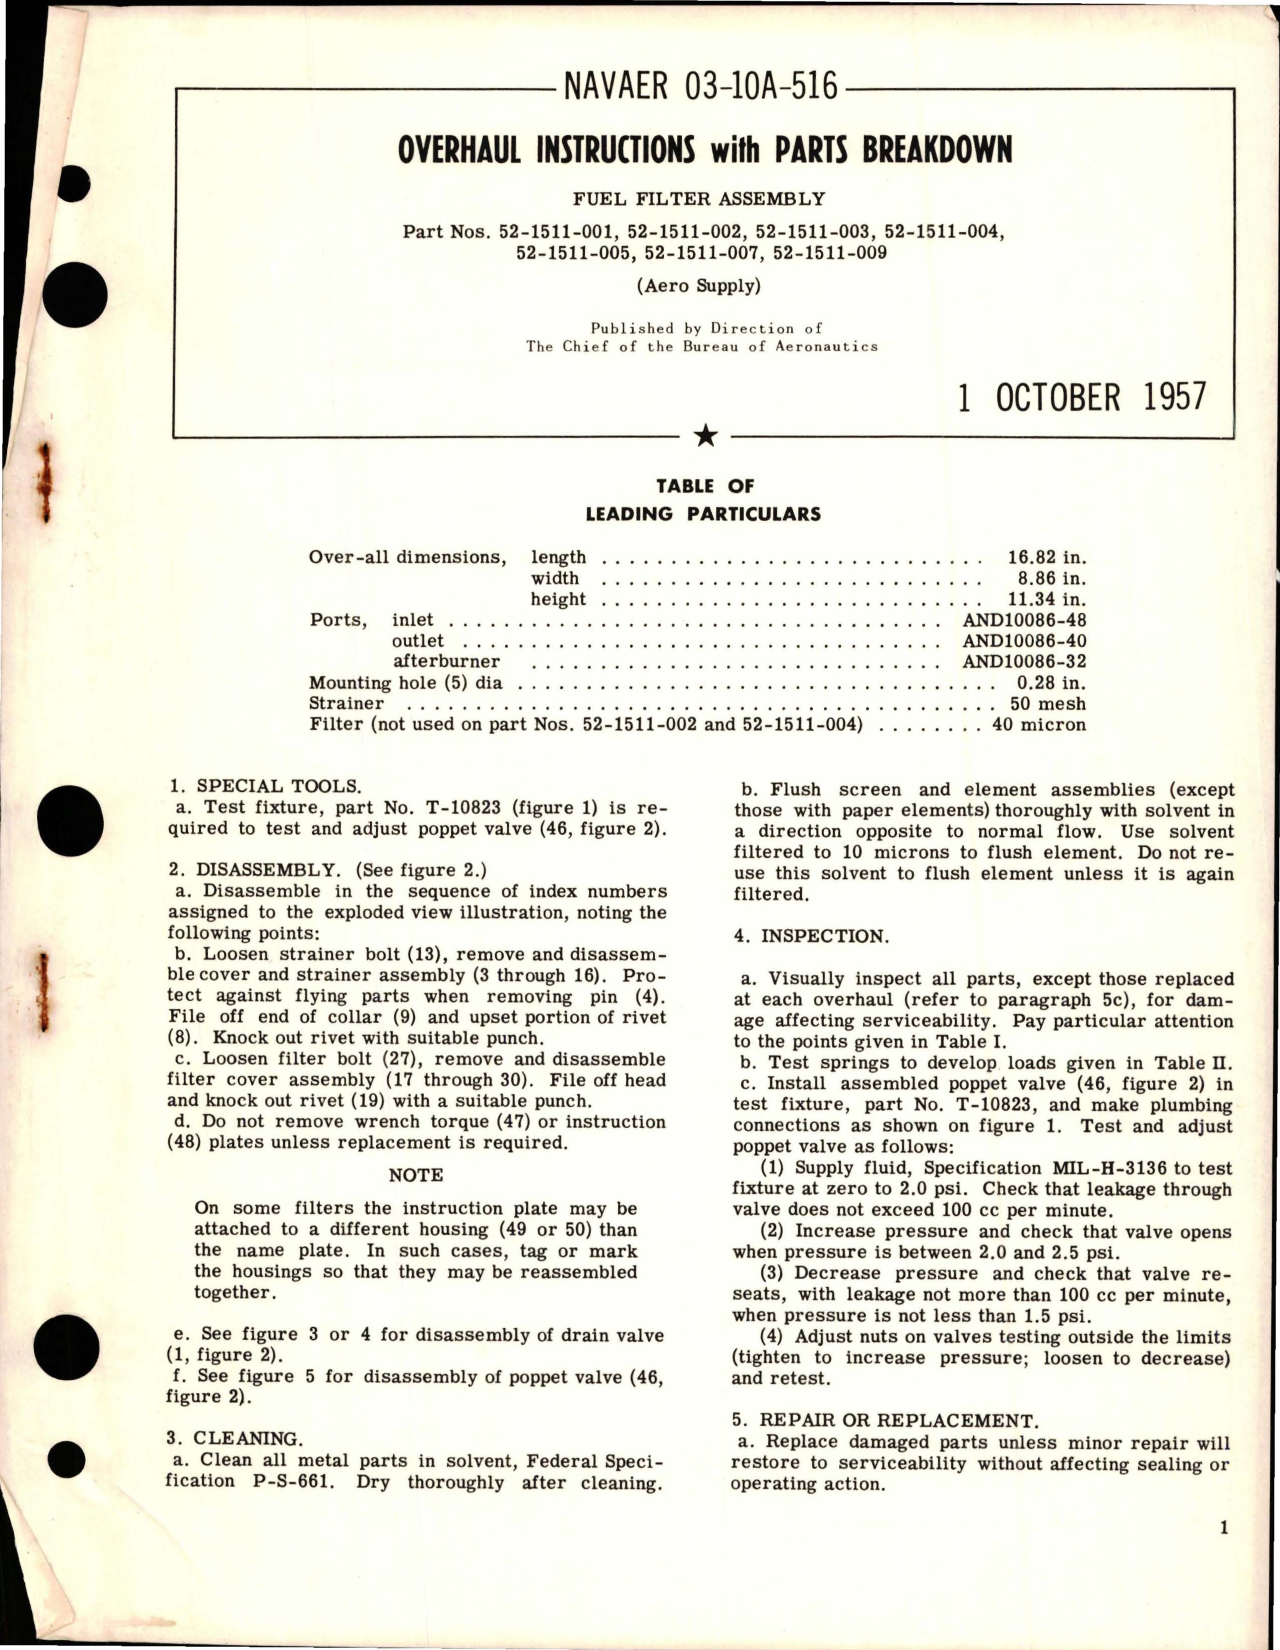 NAVAER 03-10A-516
OVERHAUL INSTRUCTIONS with PARTS BREAKDOWN
FUEL FILTER ASSEMBLY
Part Nos. 52-1511-001, 52-1511-002, 52-1511-003, 52-1511-004,
52-1511-005, 52-1511-007, 52-1511-009
(Aero Supply)
Published by Direction of
The Chief of the Bureau of Aeronautics
1 OCTOBER 1957
TABLE OF
LEADING PARTICULARS
Over-all dimensions, length . . . . . . . . . . . . . . . . . . . . . . . . . . . . 16.82 in.
width . . . . . . . . . . . . . . . . . . . . . . . . . . . . 8.86 in.
height . . . . . . . . . . . . . . . . . . . . . . . . . . . . 11.34 in.
Ports, inlet . . . . . . . . . . . . . . . . . . . . . . . . . . . . . . . . . . . . AND10086-48
outlet . . . . . . . . . . . . . . . . . . . . . . . . . . . . . . . . . . . AND10086-40
afterburner . . . . . . . . . . . . . . . . . . . . . . . . . . . . . . AND10086-32
Mounting hole (5) dia . . . . . . . . . . . . . . . . . . . . . . . . . . . . . . . . . . . 0.28 in.
Strainer . . . . . . . . . . . . . . . . . . . . . . . . . . . . . . . . . . . . . . . . . . . 50 mesh
Filter (not used on part Nos. 52-1511-002 and 52-1511-004) . . . . . . . . 40 micron
1. SPECIAL TOOLS.
a. Test fixture, part No. T-10823 (figure 1) is re-
quired to test and adjust poppet valve (46, figure 2).
2. DISASSEMBLY. (See figure 2.)
a. Disassemble in the sequence of index numbers
assigned to the exploded view illustration, noting the
following points:
b. Loosen strainer bolt (13), remove and disassem-
ble cover and strainer assembly (3 through 16). Pro-
tect against flying parts when removing pin (4).
File off end of collar (9) and upset portion of rivet
(8). Knock out rivet with suitable punch.
c. Loosen filter bolt (27), remove and disassemble
filter cover assembly (17 through 30). File off head
and knock out rivet (19) with a suitable punch.
d. Do not remove wrench torque (47) or instruction
(48) plates unless replacement is required.
NOTE
On some filters the instruction plate may be
attached to a different housing (49 or 50) than
the name plate. In such cases, tag or mark
the housings so that they may be reassembled
together.
e. See figure 3 or 4 for disassembly of drain valve
(1, figure 2).
f. See figure 5 for disassembly of poppet valve (46,
figure 2).
3. CLEANING.
a. Clean all metal parts in solvent, Federal Speci-
fication P-S-661. Dry thoroughly after cleaning.
b. Flush screen and element assemblies (except
those with paper elements) thoroughly with solvent in
a direction opposite to normal flow. Use solvent
filtered to 10 microns to flush element. Do not re-
use this solvent to flush element unless it is again
filtered.
4. INSPECTION.
a. Visually inspect all parts, except those replaced
at each overhaul (refer to paragraph 5c), for dam-
age affecting serviceability. Pay particular attention
to the points given in Table I.
b. Test springs to develop loads given in Table II.
c. Install assembled poppet valve (46, figure 2) in
test fixture, part No. T-10823, and make plumbing
connections as shown on figure 1. Test and adjust
poppet valve as follows:
(1) Supply fluid, Specification MIL-H-3136 to test
fixture at zero to 2.0 psi. Check that leakage through
valve does not exceed 100 cc per minute.
(2) Increase pressure and check that valve opens
when pressure is between 2.0 and 2.5 psi.
(3) Decrease pressure and check that valve re-
seats, with leakage not more than 100 cc per minute,
when pressure is not less than 1.5 psi.
(4) Adjust nuts on valves testing outside the limits
(tighten to increase pressure; loosen to decrease)
and retest.
5. REPAIR OR REPLACEMENT.
a. Replace damaged parts unless minor repair will
restore to serviceability without affecting sealing or
operating action.
1